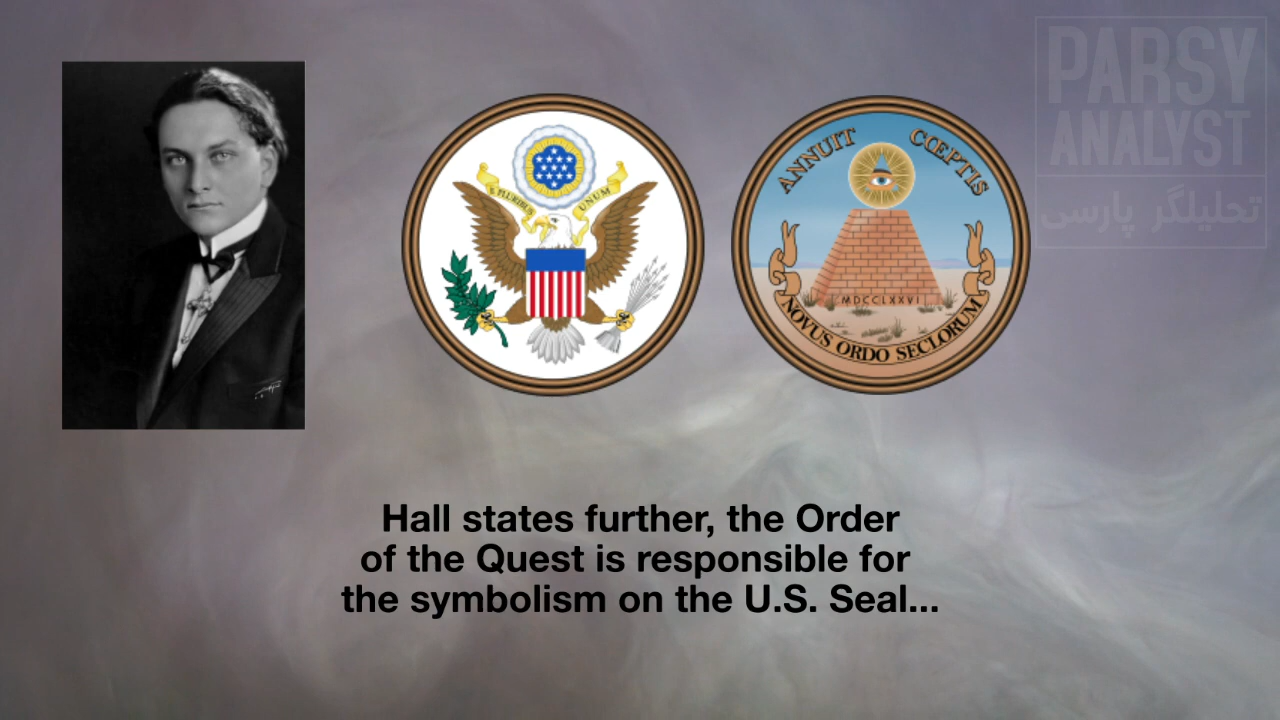 PARSY
ANALYST
تحلیلگر پارسی
E PLURIBUS UNUM
ANNUIT CŒPTIS
MDCCLXXVI
NOVUS ORDO SECLORUM
Hall states further, the Order
of the Quest is responsible for
the symbolism on the U.S. Seal...